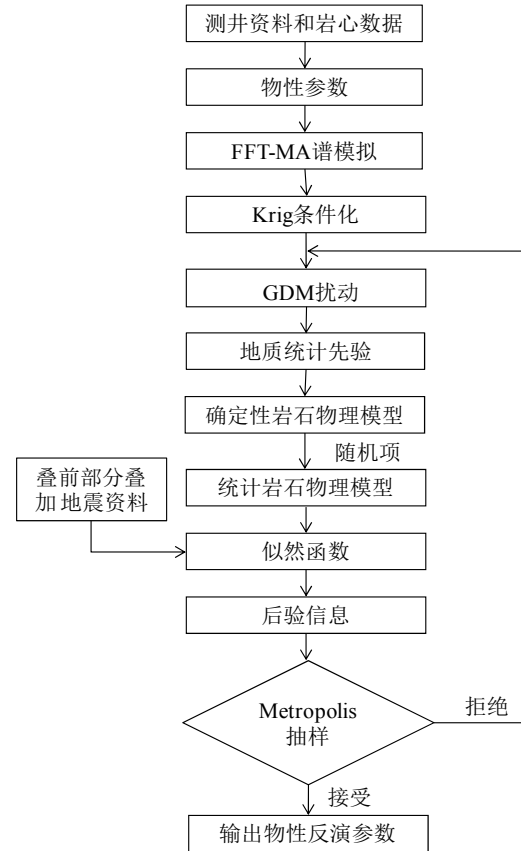 测井资料和岩心数据
物性参数
FFT-MA谱模拟
Krig条件化
GDM扰动
地质统计先验
确定性岩石物理模型
随机项
叠前部分叠
加 地震资料
统计岩石物理模型
似然函数
后验信息
Metropolis
抽样
拒绝
接受
输出物性反演参数